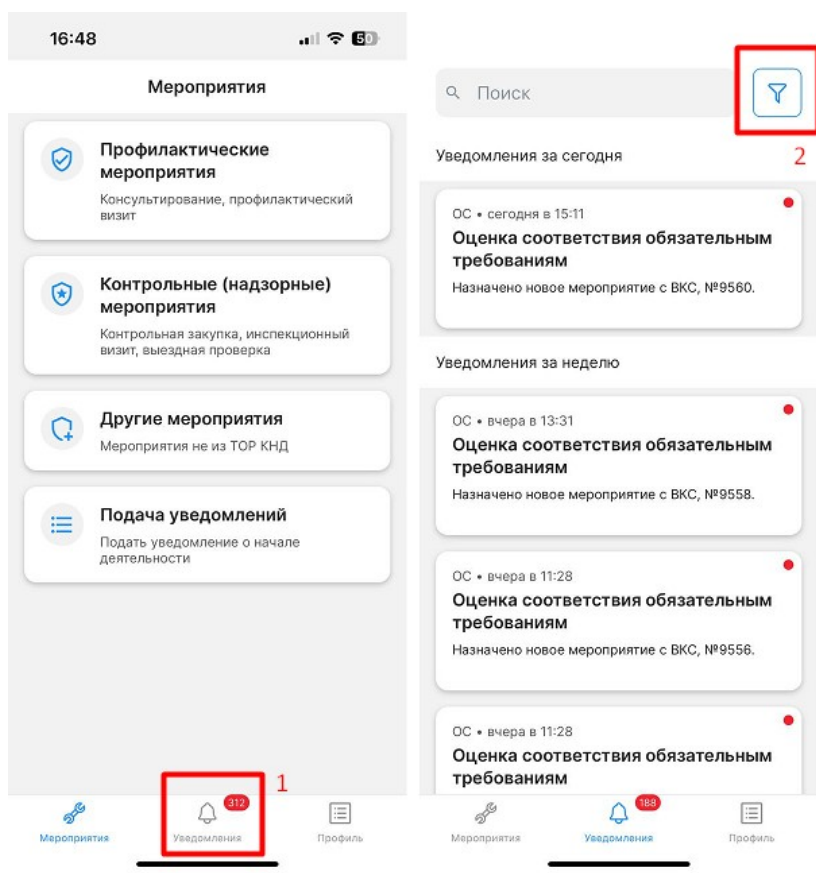 16:48
50
Мероприятия
Профилактические
мероприятия
Консультирование, профилактический
визит
Контрольные (надзорные)
мероприятия
Контрольная закупка, инспекционный
визит, выездная проверка
Другие мероприятия
Мероприятия не из ТОР КНД
Подача уведомлений
Подать уведомление о начале
деятельности
1
312
Мероприятия
Уведомления
Профиль
Поиск
2
Уведомления за сегодня
ОС • сегодня в 15:11
Оценка соответствия обязательным
требованиям
Назначено новое мероприятие с ВКС, №9560.
Уведомления за неделю
ОС • вчера в 13:31
Оценка соответствия обязательным
требованиям
Назначено новое мероприятие с ВКС, №9558.
ОС • вчера в 11:28
Оценка соответствия обязательным
требованиям
Назначено новое мероприятие с ВКС, №9556.
ОС • вчера в 11:28
Оценка соответствия обязательным
требованиям
188
Мероприятия
Уведомления
Профиль